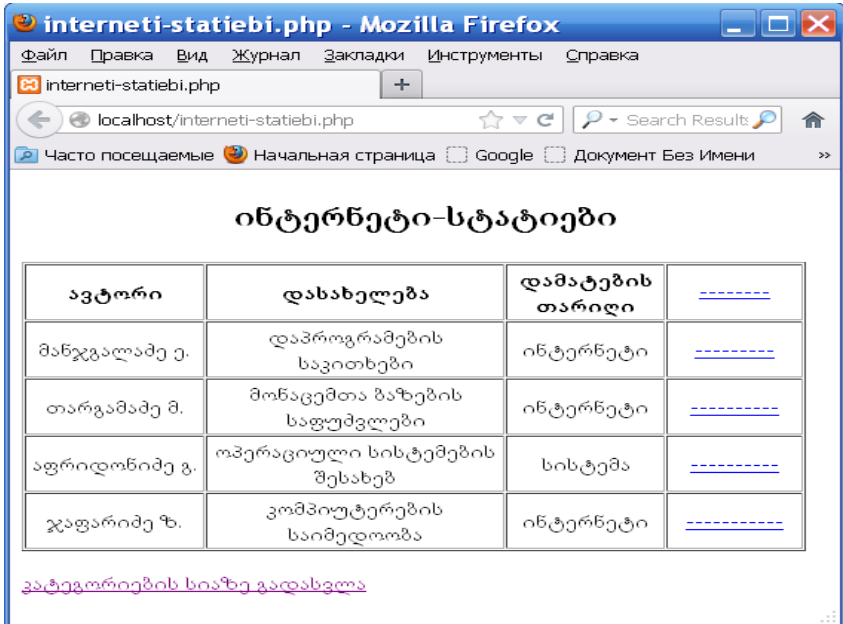 interneti-statiebi.php - Mozilla Firefox
Файл Правка Вид Журнал Закладки Инструменты Справка
interneti-statiebi.php +
localhost/interneti-statiebi.php Search Results
Часто посещаемые Начальная страница Google Документ Без Имени »
ინტერნეტი-სტატიები
ავტორი დასახელება დამატების
თარიღი --------
მანჯგალაძე ე. დაპროგრამების
საკითხები ინტერნეტი ---------
თარგამაძე მ. მონაცემთა ბაზების
საფუძვლები ინტერნეტი ----------
აფრიდონიძე გ. ოპერაციული სისტემების
შესახებ სისტემა ----------
ჯაფარიძე ზ. კომპიუტერების
საიმედოობა ინტერნეტი -----------
კატეგორიების სიაზე გადასვლა